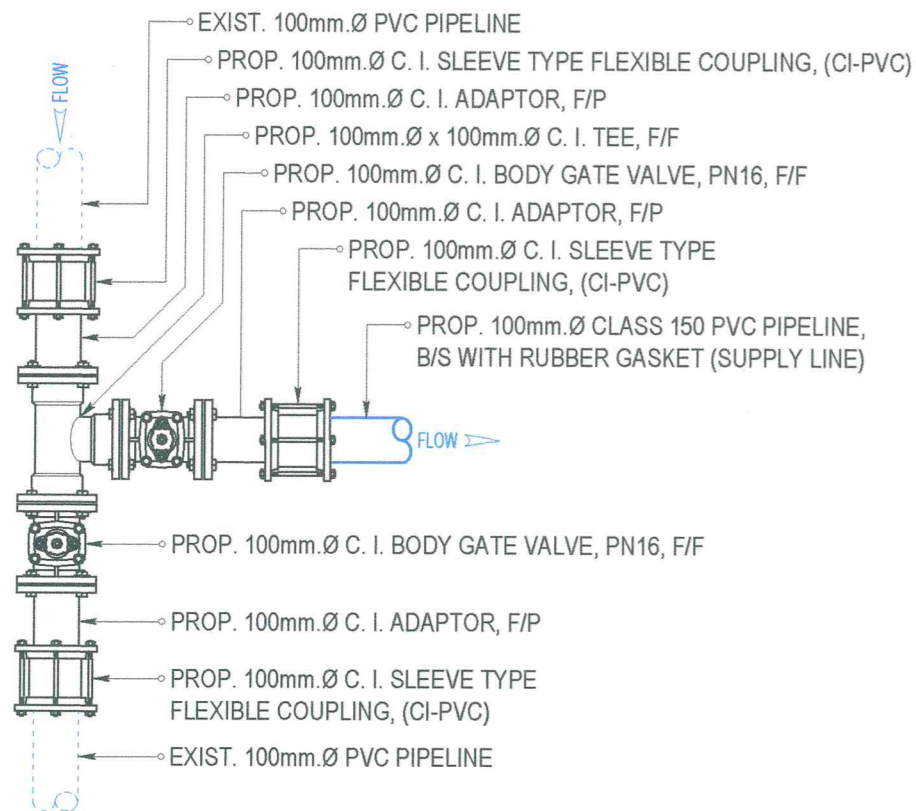 EXIST. 100mm.Ø PVC PIPELINE
PROP. 100mm.Ø C. I. SLEEVE TYPE FLEXIBLE COUPLING, (CI-PVC)
FLOW
PROP. 100mm.Ø C. I. ADAPTOR, F/P
PROP. 100mm.Ø x 100mm.Ø C. I. TEE, F/F
PROP. 100mm.Ø C. I. BODY GATE VALVE, PN16, F/F
PROP. 100mm.Ø C. I. ADAPTOR, F/P
PROP. 100mm.Ø C. I. SLEEVE TYPE
FLEXIBLE COUPLING, (CI-PVC)
PROP. 100mm.Ø CLASS 150 PVC PIPELINE,
B/S WITH RUBBER GASKET (SUPPLY LINE)
FLOW
PROP. 100mm.Ø C. I. BODY GATE VALVE, PN16, F/F
PROP. 100mm.Ø C. I. ADAPTOR, F/P
PROP. 100mm.Ø C. I. SLEEVE TYPE
FLEXIBLE COUPLING, (CI-PVC)
EXIST. 100mm.Ø PVC PIPELINE